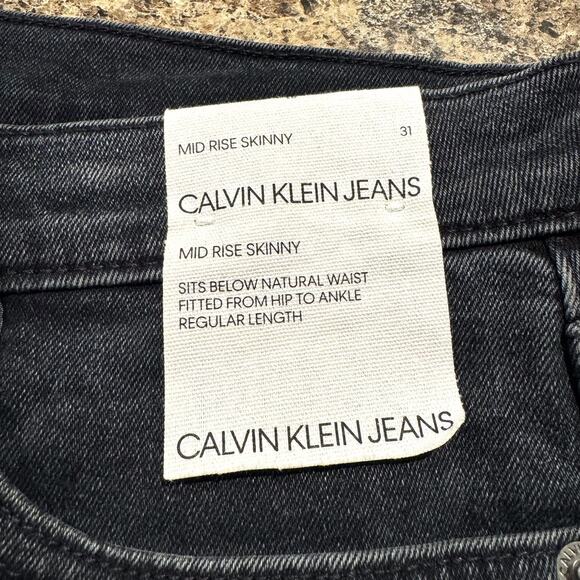 MID RISE SKINNY 31
CALVIN KLEIN JEANS
MID RISE SKINNY
SITS BELOW NATURAL WAIST
FITTED FROM HIP TO ANKLE
REGULAR LENGTH
CALVIN KLEIN JEANS